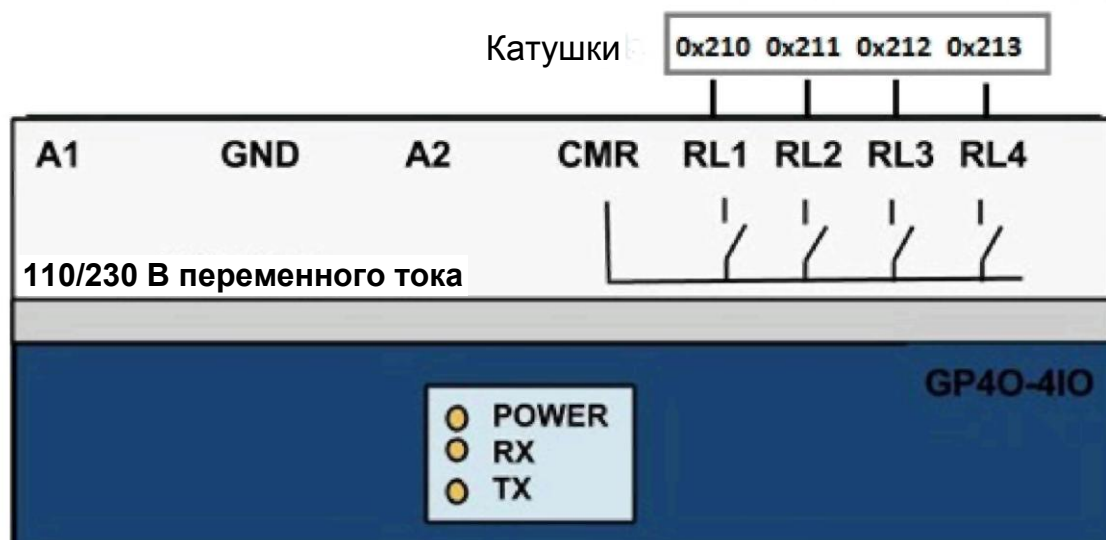 Катушки 0x210 0x211 0x212 0x213
A1 GND A2 CMR RL1 RL2 RL3 RL4
110/230 В переменного тока
GP4O-4IO
POWER
RX
TX